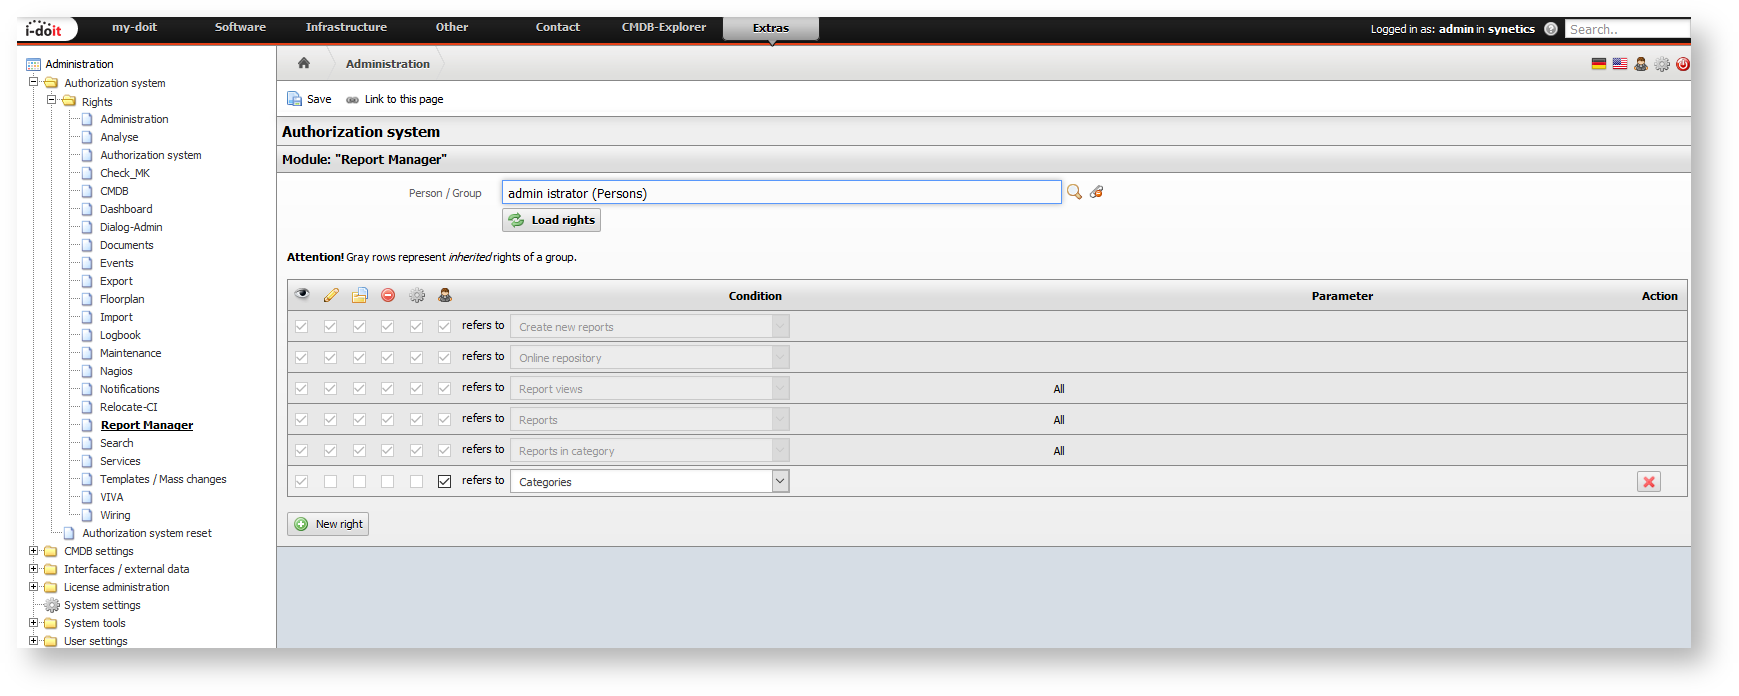 i-doit my-doit Software Infrastructure Other Contact CMDB-Explorer Extras Logged in as: admin in synetics Search..
Administration
Authorization system
Rights
Administration
Analyse
Authorization system
Check_MK
CMDB
Dashboard
Dialog-Admin
Documents
Events
Export
Floorplan
Import
Logbook
Maintenance
Nagios
Notifications
Relocate-CI
Report Manager
Search
Services
Templates / Mass changes
VIVA
Wiring
Authorization system reset
CMDB settings
Interfaces / external data
License administration
System settings
System tools
User settings
Administration
Save Link to this page
Authorization system
Module: "Report Manager"
Person / Group admin istrator (Persons)
Load rights
Attention! Gray rows represent inherited rights of a group.
Condition Parameter Action
refers to Create new reports
refers to Online repository
refers to Report views All
refers to Reports All
refers to Reports in category All
refers to Categories
New right